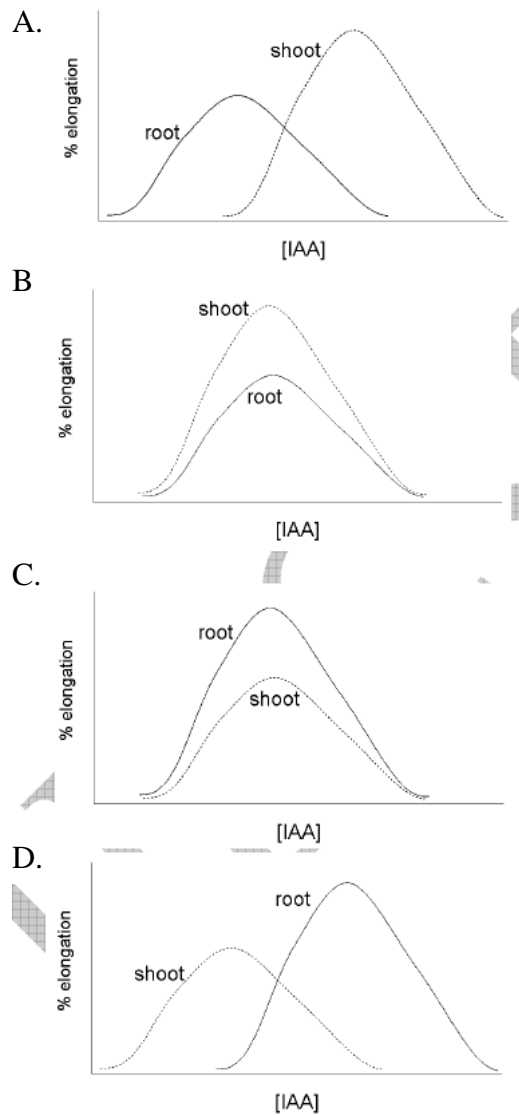 A.
shoot
root
% elongation
[IAA]
B
shoot
root
% elongation
[IAA]
C.
root
shoot
% elongation
[IAA]
D.
root
shoot
% elongation
[IAA]